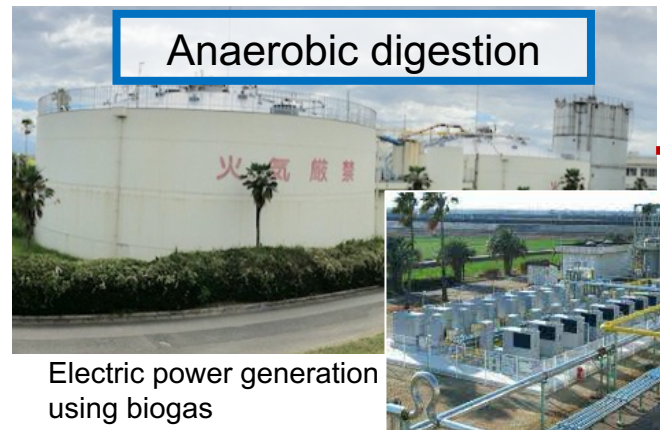 Anaerobic digestion
火気厳禁
Electric power generation
using biogas